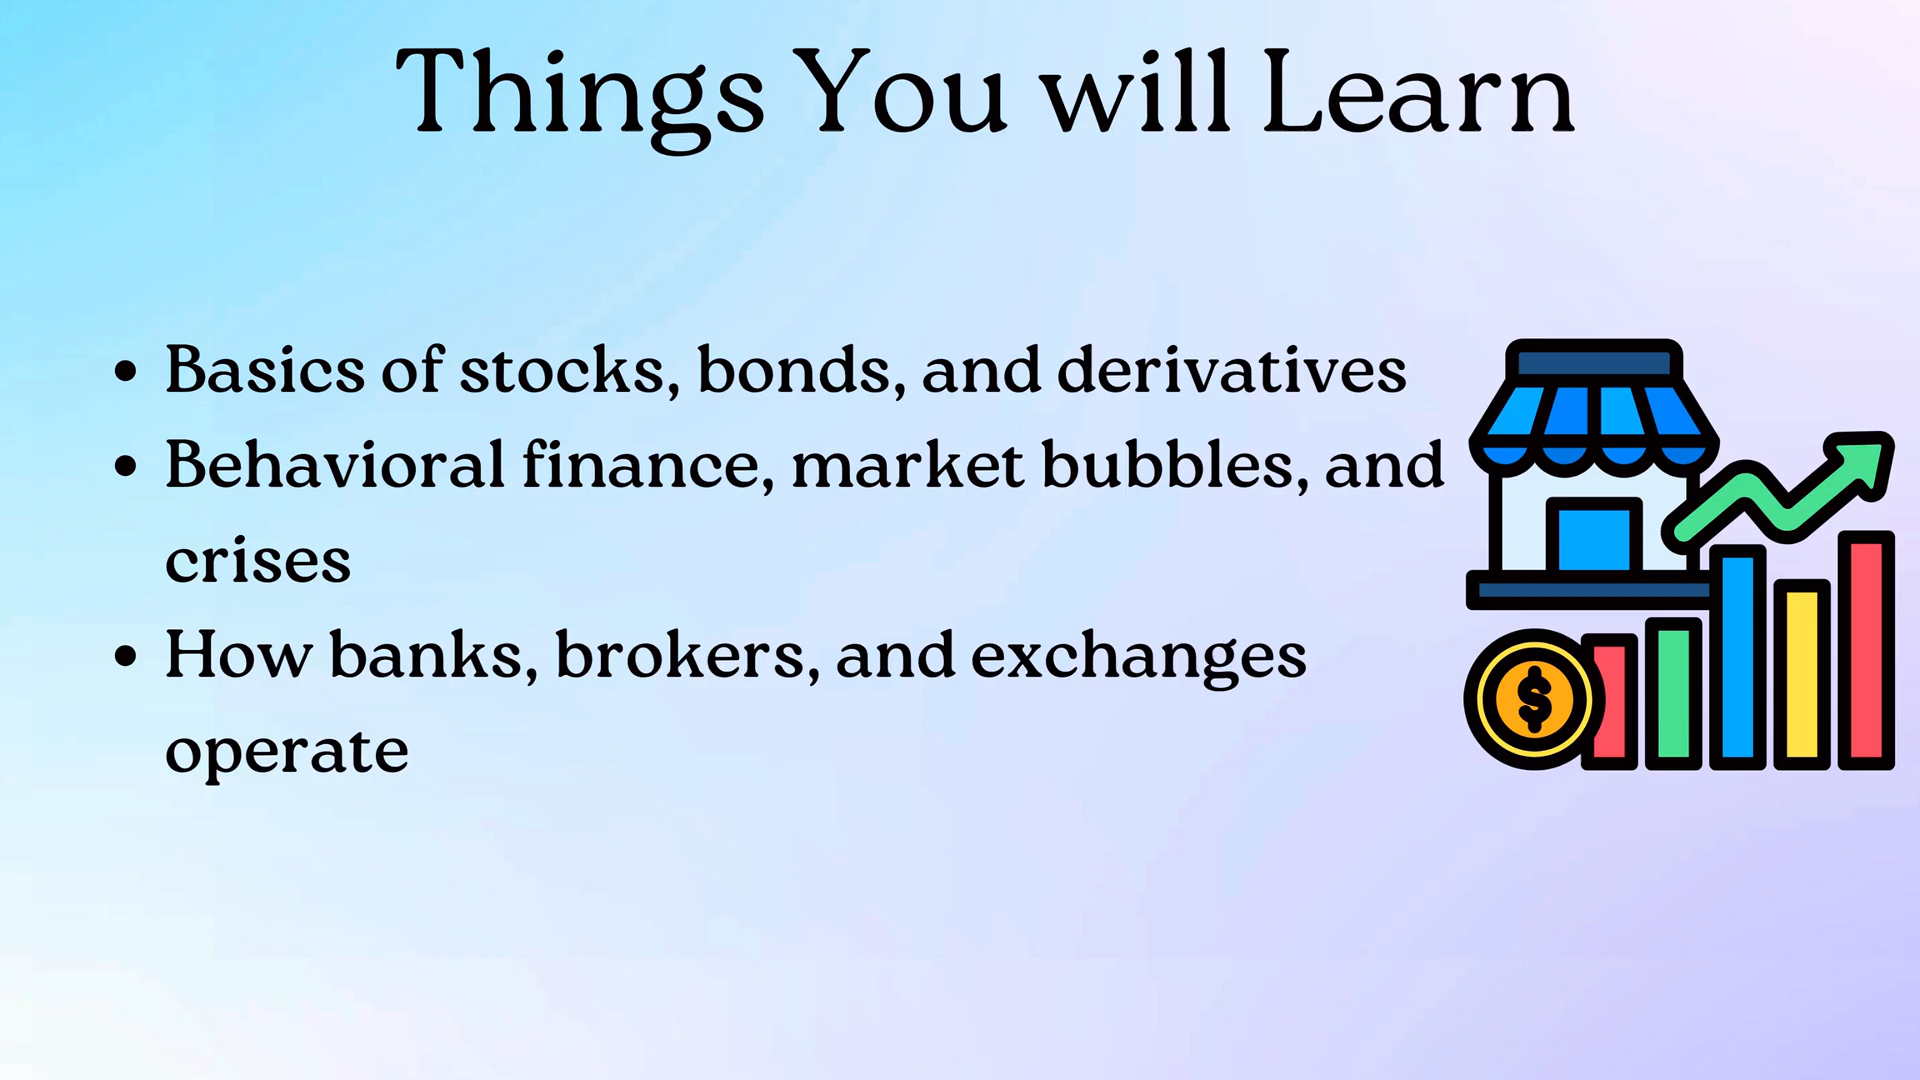 Things You will Learn
• Basics of stocks, bonds, and derivatives
• Behavioral finance, market bubbles, and
crises
• How banks, brokers, and exchanges
operate
$